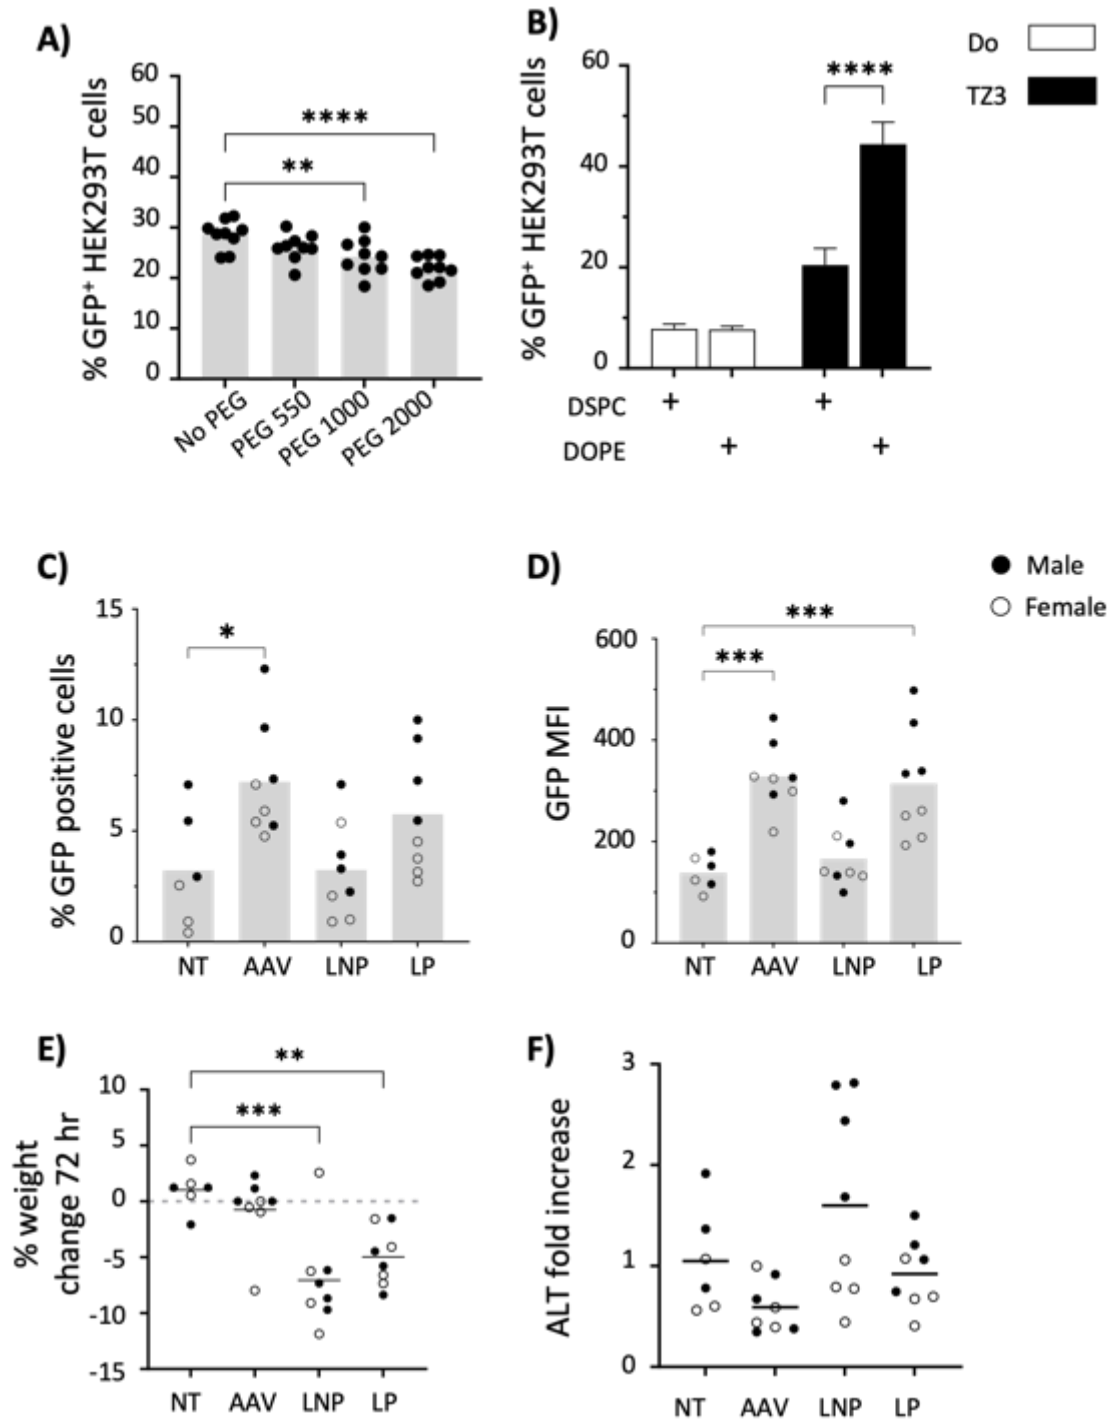 A)
% GFP⁺ HEK293T cells
60
50
40
30
20
10
0
****
**
No PEG
PEG 550
PEG 1000
PEG 2000
B)
% GFP⁺ HEK293T cells
60
40
20
0
****
Do
TZ3
DSPC + +
DOPE + +
C)
% GFP positive cells
15
10
5
0
*
NT AAV LNP LP
D)
GFP MFI
600
400
200
0
***
***
Male
Female
NT AAV LNP LP
E)
% weight
change 72 hr
10
5
0
-5
-10
-15
**
***
NT AAV LNP LP
F)
ALT fold increase
3
2
1
0
NT AAV LNP LP